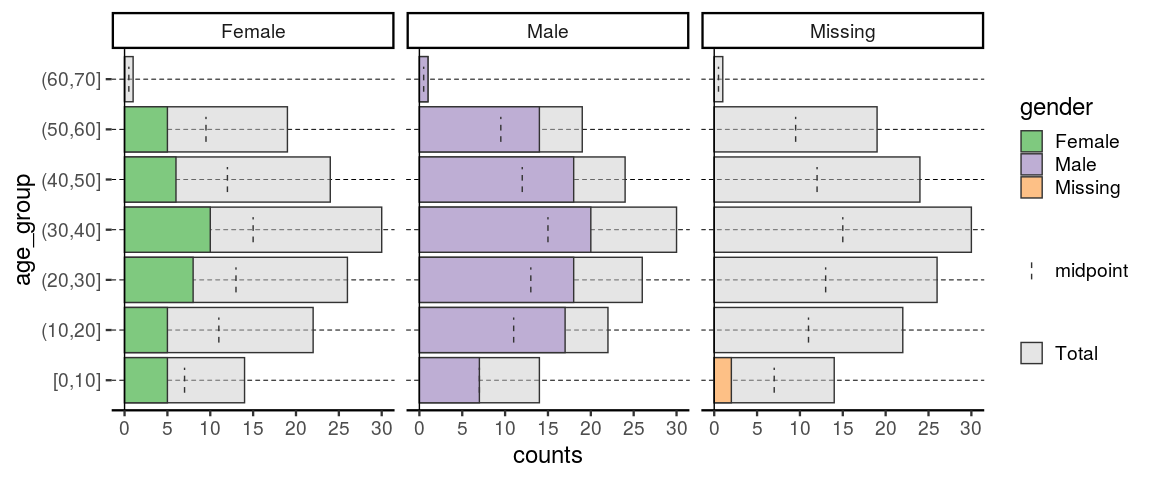 Female Male Missing
(60,70]
(50,60]
(40,50]
(30,40]
(20,30]
(10,20]
[0,10]
age_group
0 5 10 15 20 25 30 0 5 10 15 20 25 30 0 5 10 15 20 25 30
counts
gender
Female
Male
Missing
midpoint
Total